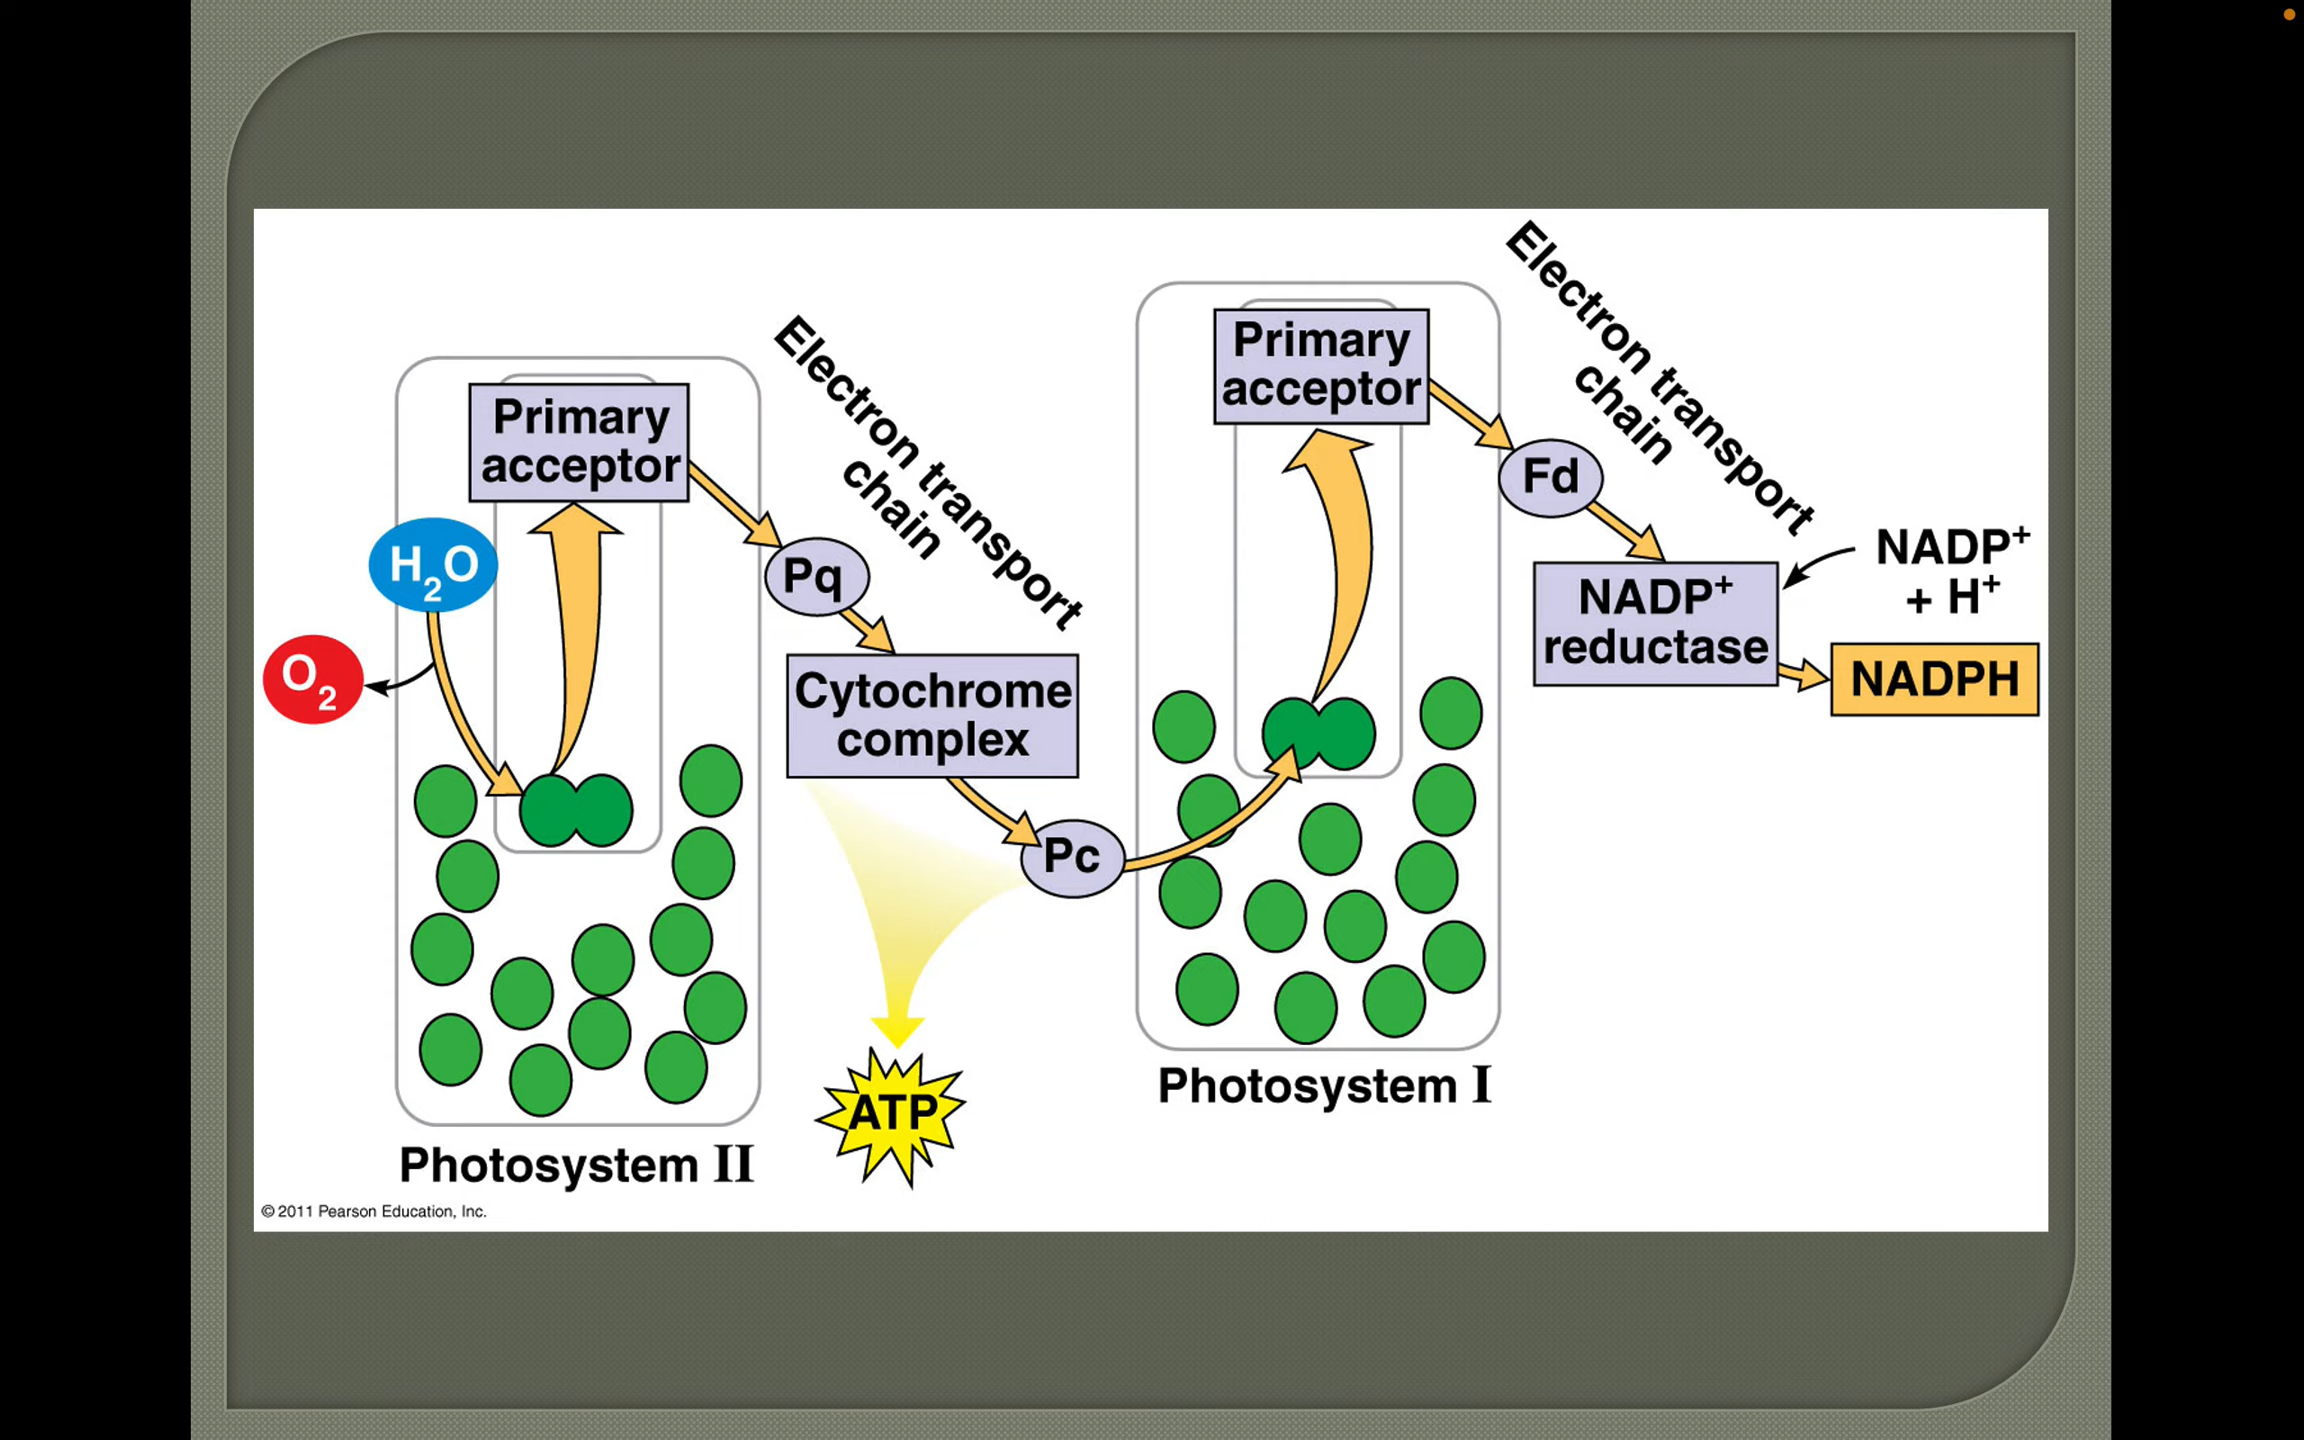 Electron transport
chain
Primary
acceptor
Fd
NADP+
+ H+
NADP+
reductase
NADPH
Electron transport
chain
Primary
acceptor
H2O
O2
Pq
Cytochrome
complex
Pc
ATP
Photosystem I
Photosystem II
© 2011 Pearson Education, Inc.